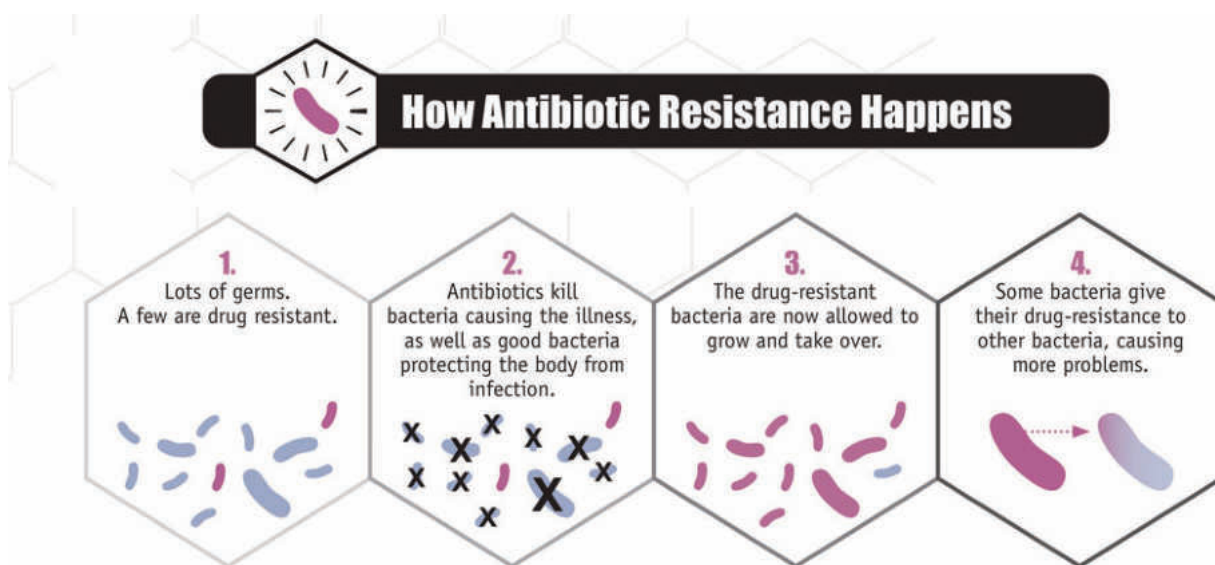 How Antibiotic Resistance Happens
1.
Lots of germs.
A few are drug resistant.
2.
Antibiotics kill
bacteria causing the illness,
as well as good bacteria
protecting the body from
infection.
X X X X X X X X X X
3.
The drug-resistant
bacteria are now allowed to
grow and take over.
4.
Some bacteria give
their drug-resistance to
other bacteria, causing
more problems.